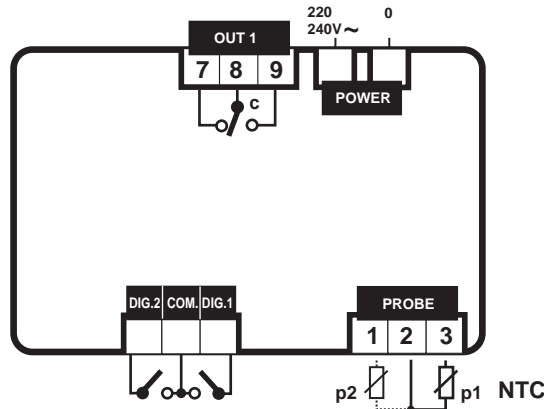 220
240V~ 0
OUT 1
7 8 9
POWER
c
DIG.2 COM. DIG.1
PROBE
1 2 3
p2 p1 NTC